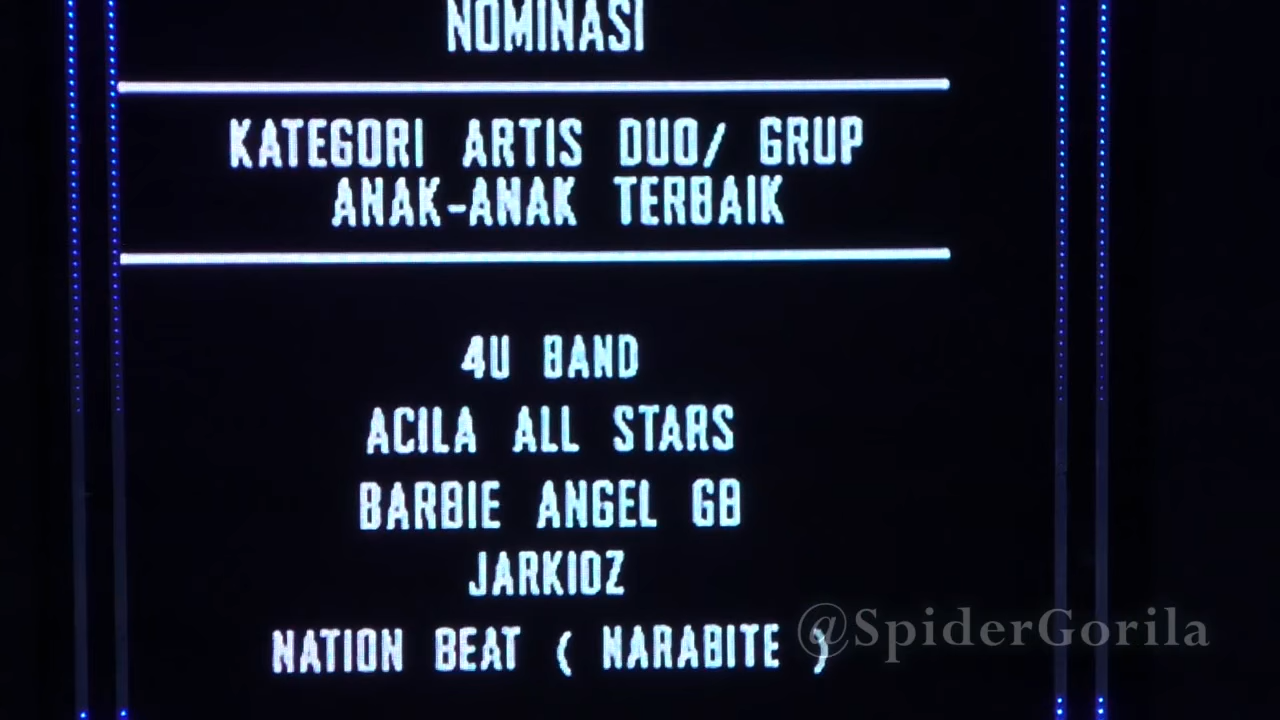 NOMINASI
KATEGORI ARTIS DUO/ GRUP
ANAK-ANAK TERBAIK
4U BAND
ACILA ALL STARS
BARBIE ANGEL GB
JARKIDZ
NATION BEAT ( NARABITE )
@SpiderGorila